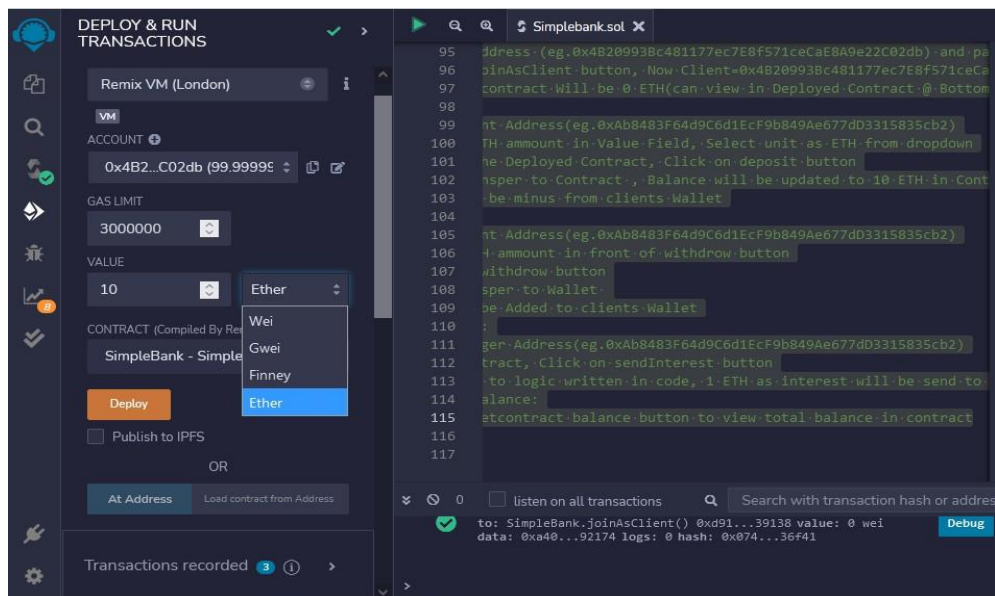 DEPLOY & RUN
TRANSACTIONS
Remix VM (London)
VM
ACCOUNT
0x4B2...C02db (99.99999
GAS LIMIT
3000000
VALUE
10
Ether
Wei
Gwei
Finney
Ether
CONTRACT (Compiled By Re
SimpleBank - Simple
Deploy
Publish to IPFS
OR
At Address
Load contract from Address
Transactions recorded 3
8
Simplebank.sol
95 ddress (eg.0x4B20993Bc481177ec7E8f571ceCaE8A9e22C02db) and pa
96 oinAsClient button, Now Client=0x4B20993Bc481177ec7E8f571ceCa
97 contract Will be 0 ETH(can view in Deployed Contract @ Bottom
98
99 nt Address(eg.0xAb8483F64d9C6d1EcF9b849Ae677dD3315835cb2)
100 TH ammount in Value Field, Select unit as ETH from dropdown
101 he Deployed Contract, Click on deposit button
102 nsper to Contract , Balance will be updated to 10 ETH in Cont
103 be minus from clients Wallet
104
105 nt Address(eg.0xAb8483F64d9C6d1EcF9b849Ae677dD3315835cb2)
106 H ammount in front of withdrow button
107 withdrow button
108 sper to Wallet
109 be Added to clients Wallet
110 :
111 ger Address(eg.0xAb8483F64d9C6d1EcF9b849Ae677dD3315835cb2)
112 tract, Click on sendInterest button
113 to logic written in code, 1 ETH as interest will be send to
114 alance:
115 etcontract balance button to view total balance in contract
116
117
0
listen on all transactions
Search with transaction hash or addres
to: SimpleBank.joinAsClient() 0xd91...39138 value: 0 wei
data: 0xa40...92174 logs: 0 hash: 0x074...36f41
Debug
>